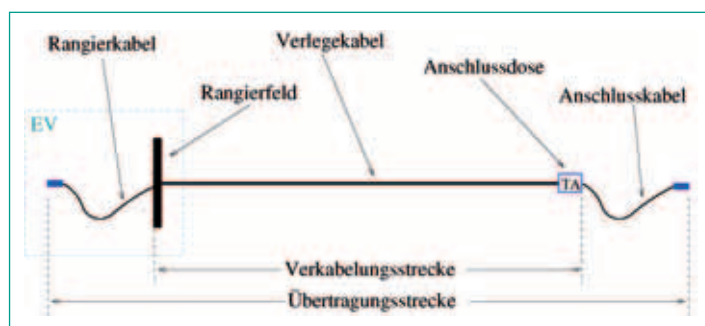 Rangierkabel
Verlegekabel
Anschlussdose
Rangierfeld
Anschlusskabel
EV
TA
Verkabelungsstrecke
Übertragungsstrecke